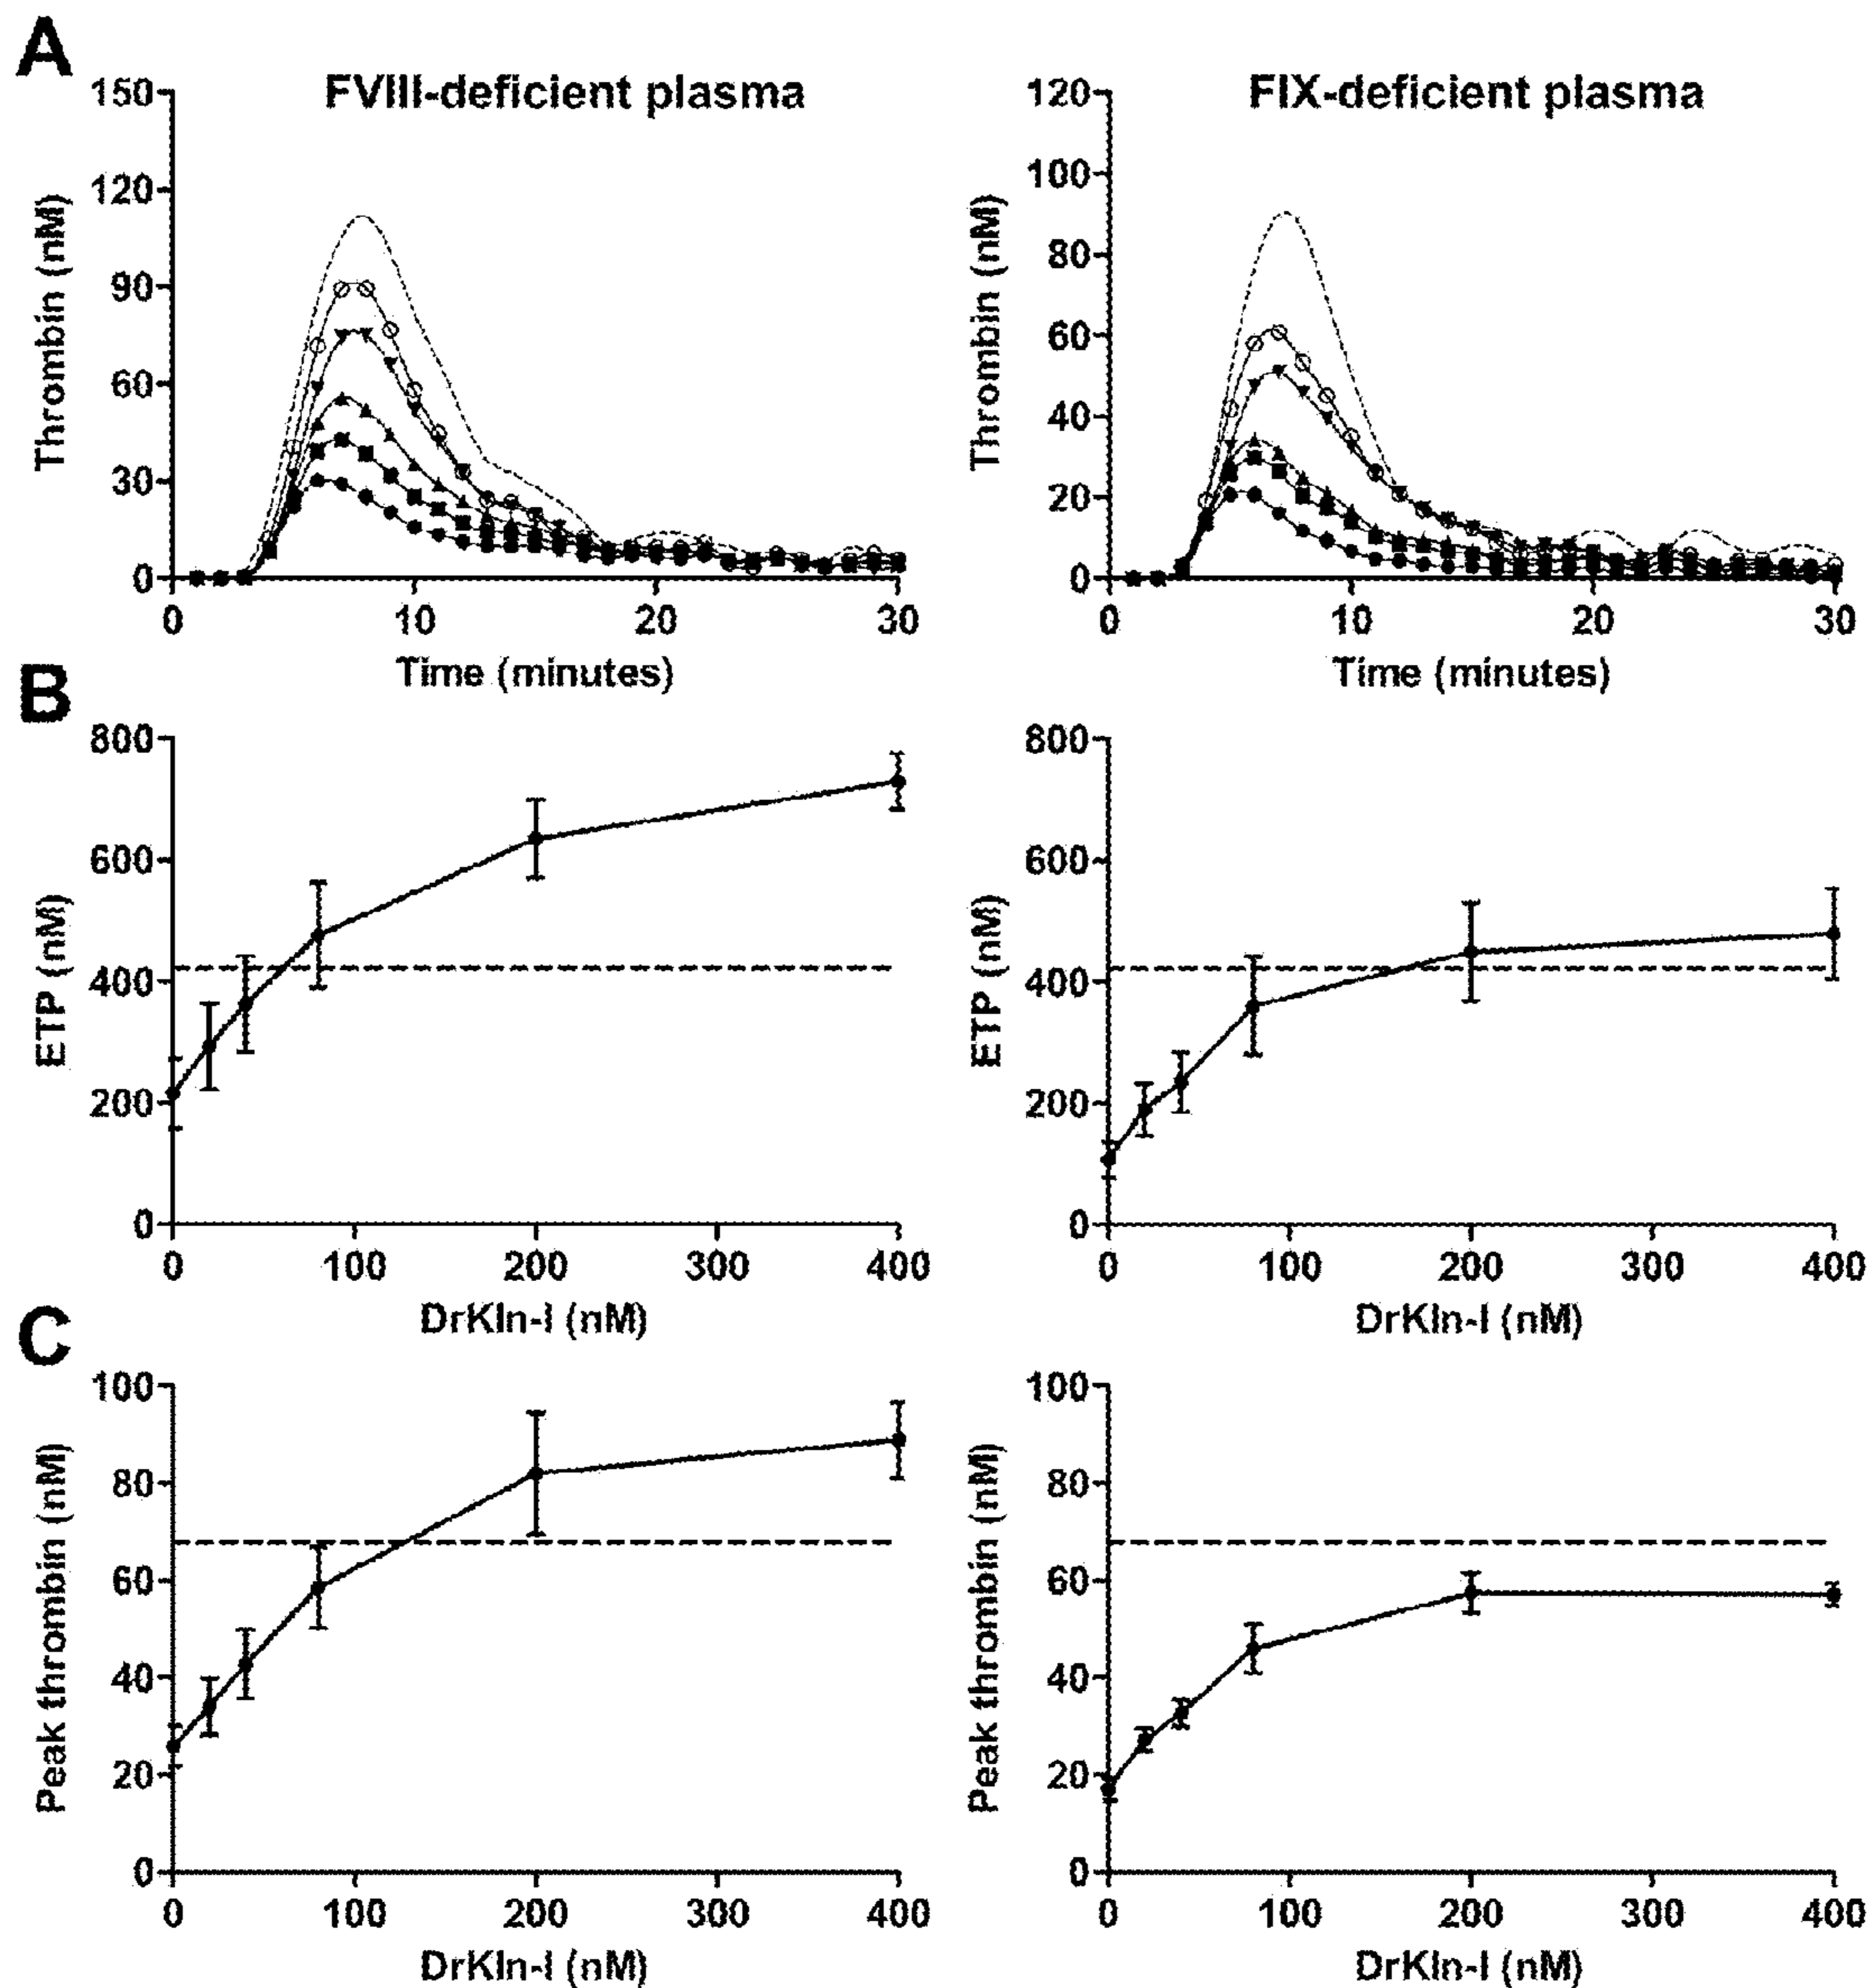 A
FVIII-deficient plasma
FIX-deficient plasma
Thrombin (nM)
150
120
90
60
30
0
0 10 20 30
Time (minutes)
Thrombin (nM)
120
100
80
60
40
20
0
0 10 20 30
Time (minutes)
B
ETP (nM)
800
600
400
200
0
0 100 200 300 400
DrKIn-I (nM)
ETP (nM)
800
600
400
200
0
0 100 200 300 400
DrKIn-I (nM)
C
Peak thrombin (nM)
100
80
60
40
20
0
0 100 200 300 400
DrKIn-I (nM)
Peak thrombin (nM)
100
80
60
40
20
0
0 100 200 300 400
DrKIn-I (nM)